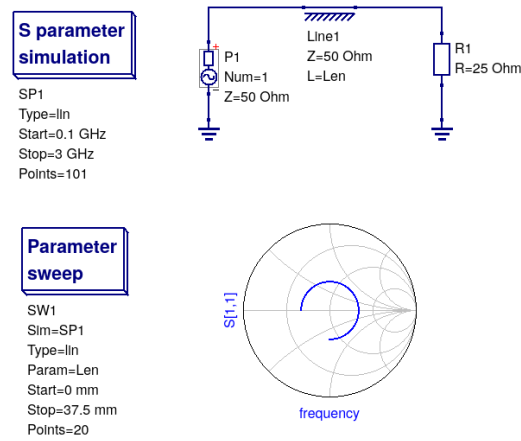 S parameter
simulation
SP1
Type=lin
Start=0.1 GHz
Stop=3 GHz
Points=101
P1
Num=1
Z=50 Ohm
Line1
Z=50 Ohm
L=Len
R1
R=25 Ohm
Parameter
sweep
SW1
Sim=SP1
Type=lin
Param=Len
Start=0 mm
Stop=37.5 mm
Points=20
S[1,1]
frequency